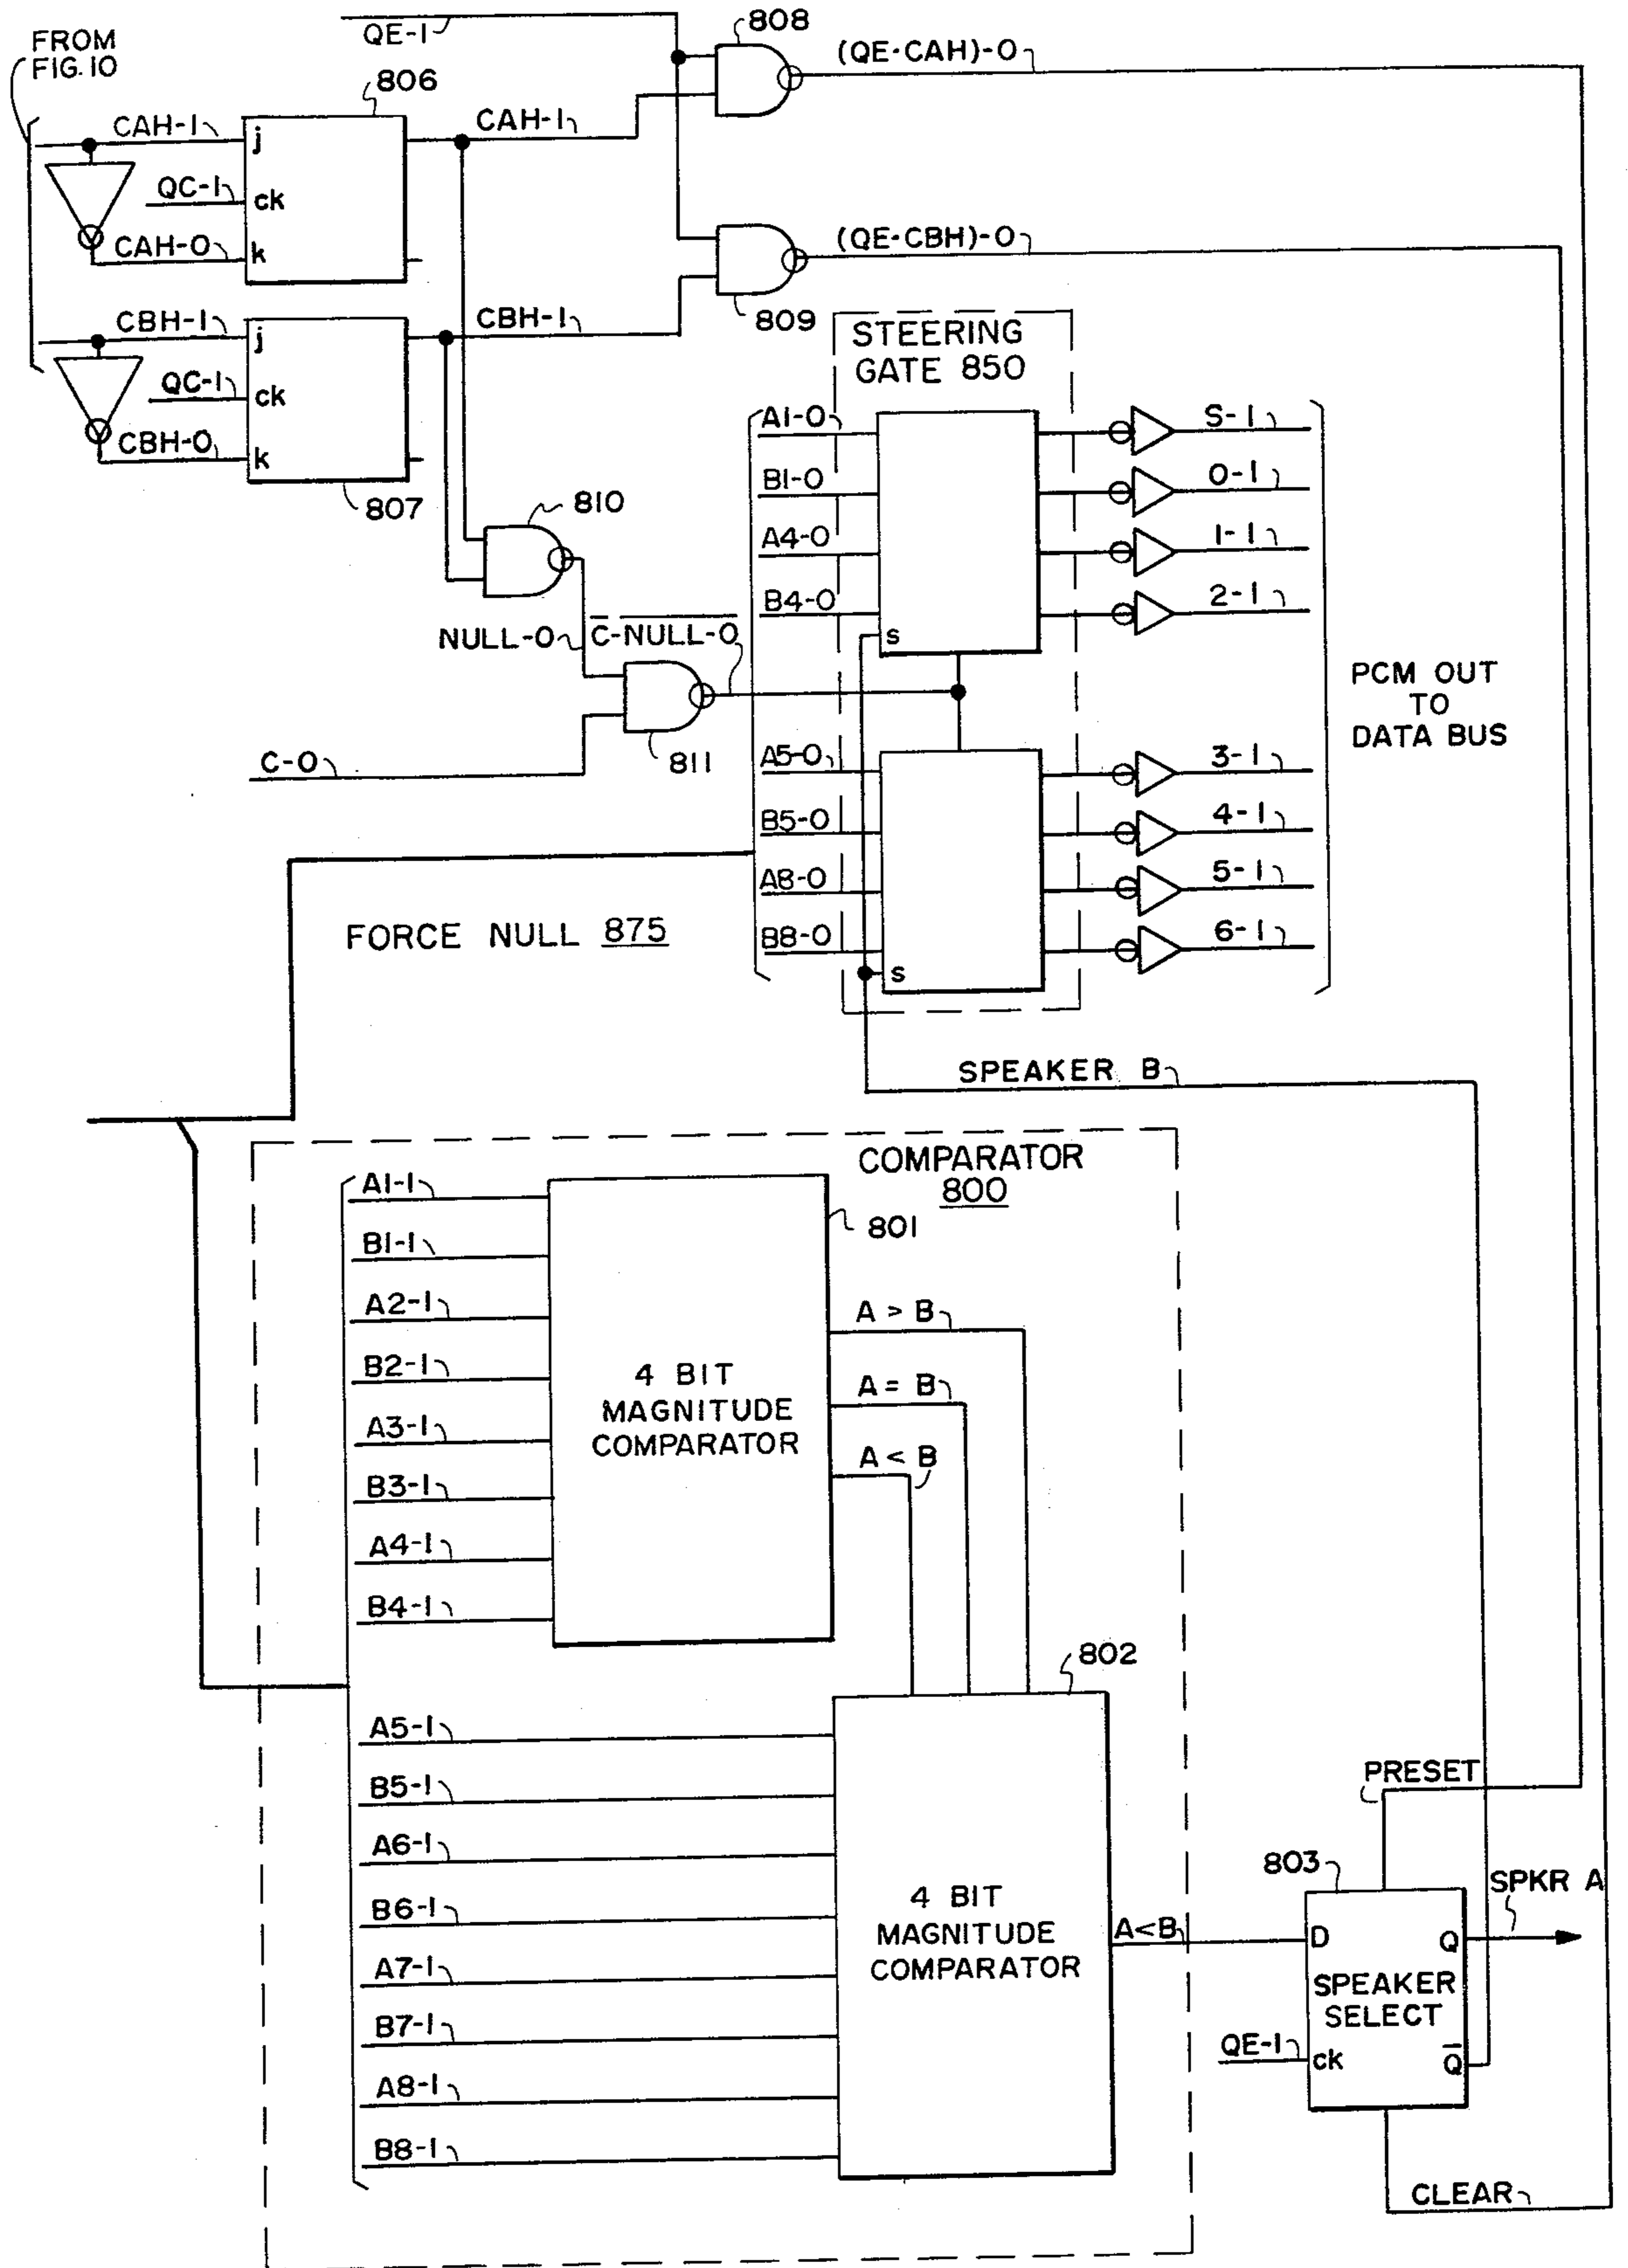 FROM
FIG. 10
QE-1
808
(QE·CAH)-0
806
CAH-1
j
CAH-1
QC-1
ck
CAH-0
k
(QE·CBH)-0
809
CBH-1
j
CBH-1
QC-1
ck
CBH-0
k
807
STEERING
GATE 850
810
A1-0
S-1
B1-0
0-1
A4-0
1-1
B4-0
2-1
s
NULL-0
C̅-N̅U̅L̅L̅-̅0̅
811
C-0
PCM OUT
TO
DATA BUS
A5-0
3-1
B5-0
4-1
A8-0
5-1
B8-0
6-1
s
FORCE NULL 875
SPEAKER B
COMPARATOR
800
A1-1
801
B1-1
A2-1
A > B
B2-1
4 BIT
MAGNITUDE
COMPARATOR
A = B
A3-1
A < B
B3-1
A4-1
B4-1
802
A5-1
B5-1
PRESET
A6-1
803
SPKR A
B6-1
4 BIT
MAGNITUDE
COMPARATOR
A<B
D
Q
A7-1
SPEAKER
SELECT
B7-1
QE-1
ck
Q̅
A8-1
B8-1
CLEAR